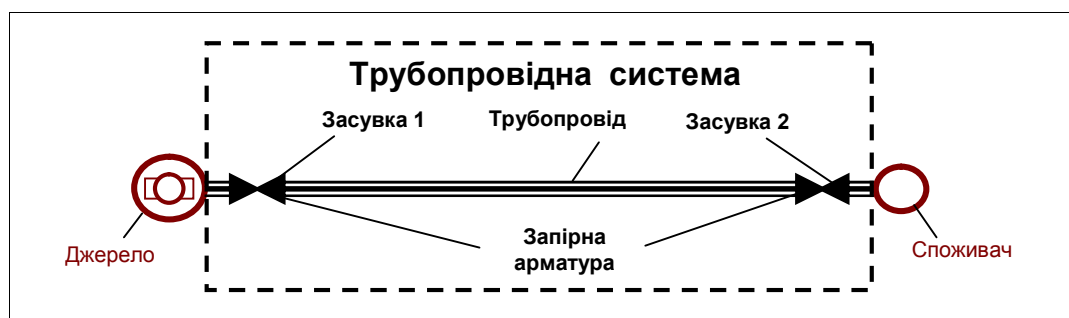 Трубопровідна система
Засувка 1
Трубопровід
Засувка 2
Джерело
Запірна
арматура
Споживач